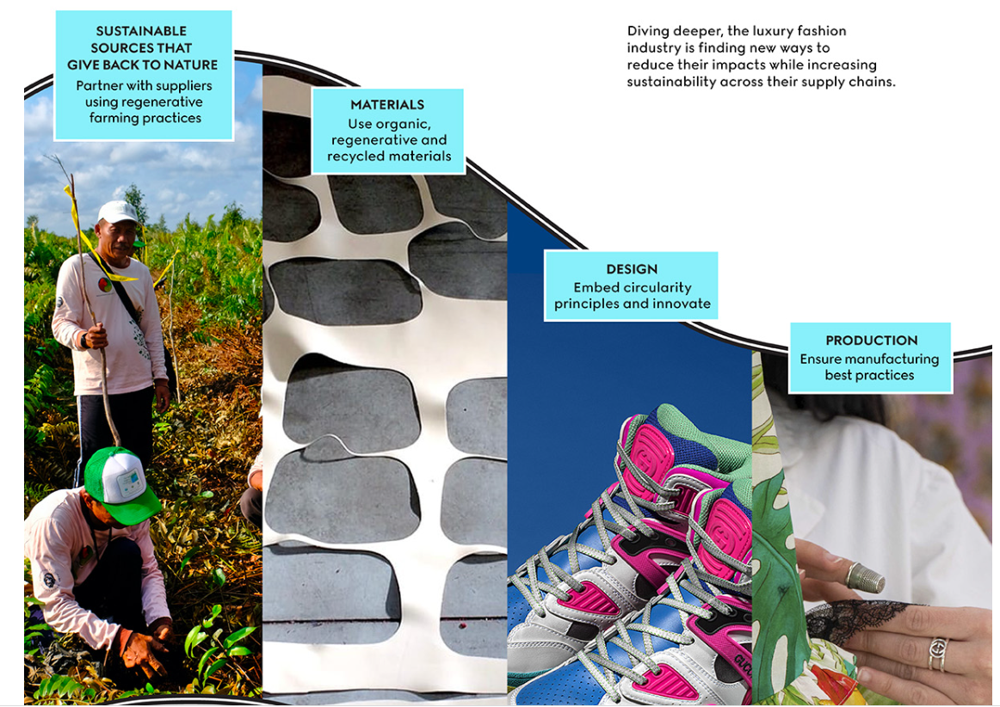 SUSTAINABLE
SOURCES THAT
GIVE BACK TO NATURE
Partner with suppliers
using regenerative
farming practices
MATERIALS
Use organic,
regenerative and
recycled materials
DESIGN
Embed circularity
principles and innovate
PRODUCTION
Ensure manufacturing
best practices
Diving deeper, the luxury fashion
industry is finding new ways to
reduce their impacts while increasing
sustainability across their supply chains.
GUCCI